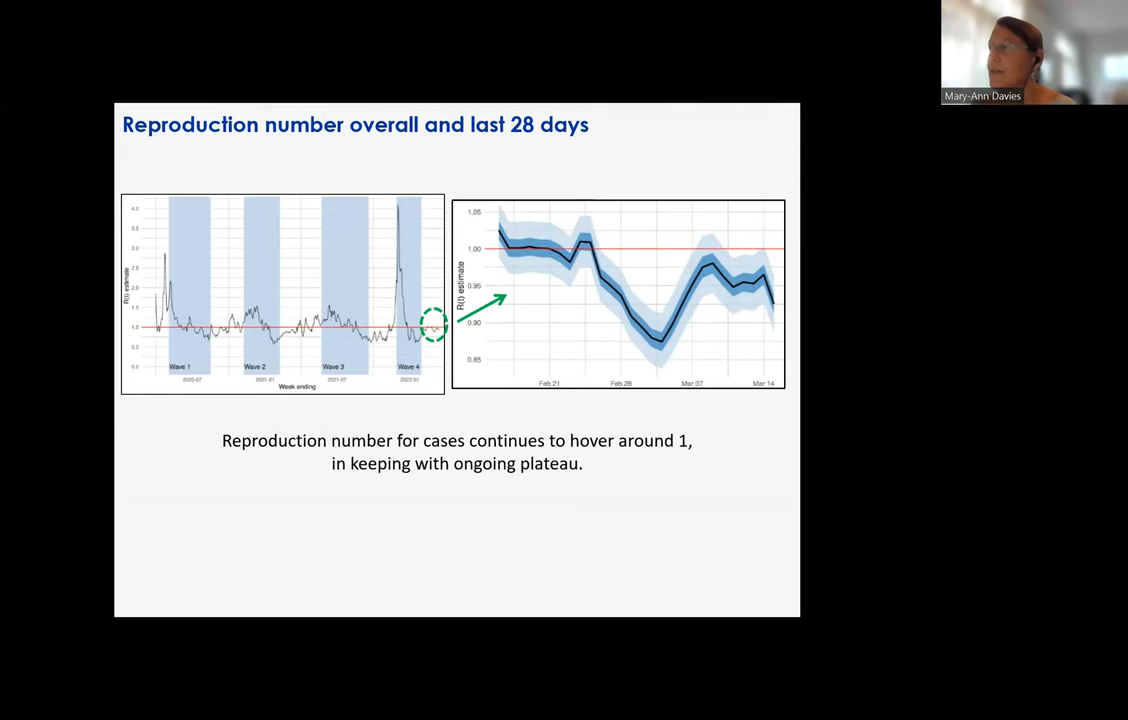 Mary-Ann Davies
Reproduction number overall and last 28 days
R(t) estimate
4.0
3.5
3.0
2.5
2.0
1.5
1.0
0.5
0.0
Wave 1
Wave 2
Wave 3
Wave 4
2020-07
2021-01
2021-07
2022-01
Week ending
R(t) estimate
1.05
1.00
0.95
0.90
0.85
Feb 21
Feb 28
Mar 07
Mar 14
Reproduction number for cases continues to hover around 1,
in keeping with ongoing plateau.